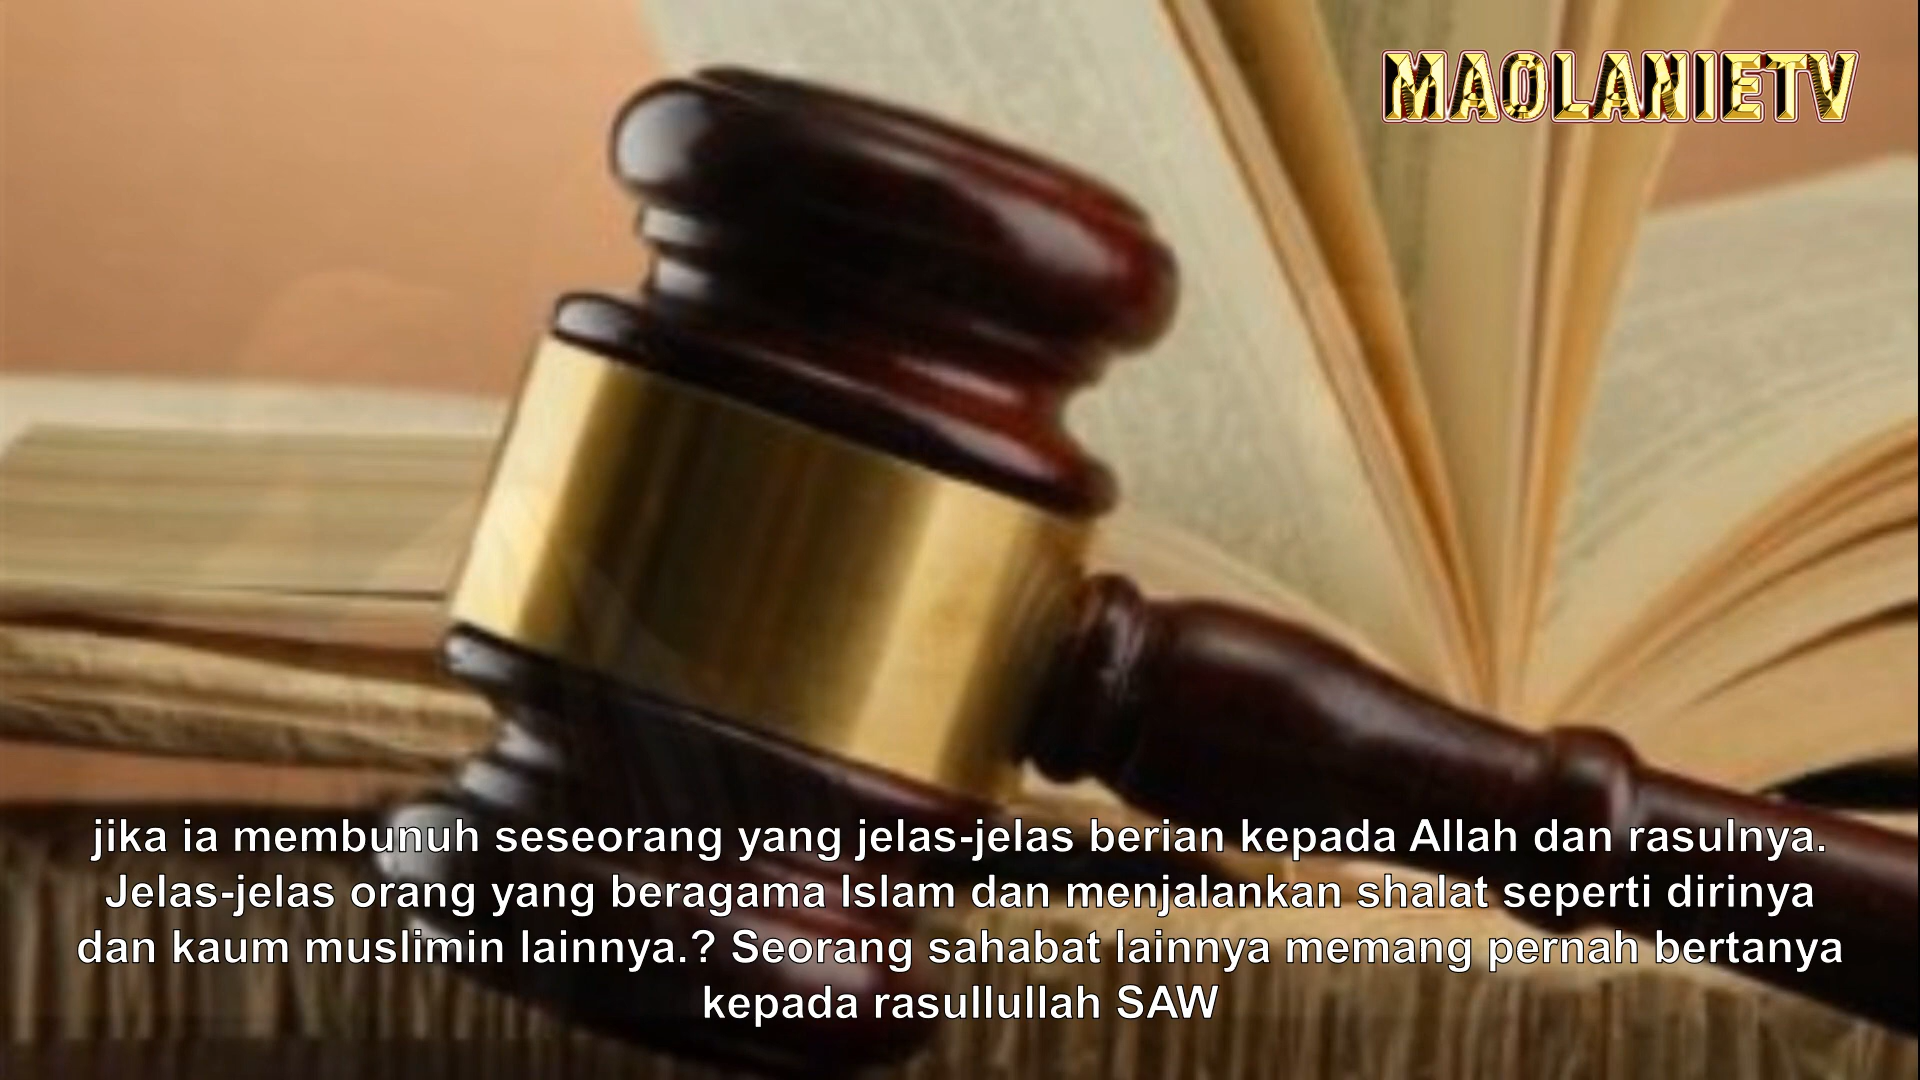 MAOLANIETV
jika ia membunuh seseorang yang jelas-jelas berian kepada Allah dan rasulnya.
Jelas-jelas orang yang beragama Islam dan menjalankan shalat seperti dirinya
dan kaum muslimin lainnya.? Seorang sahabat lainnya memang pernah bertanya
kepada rasullullah SAW